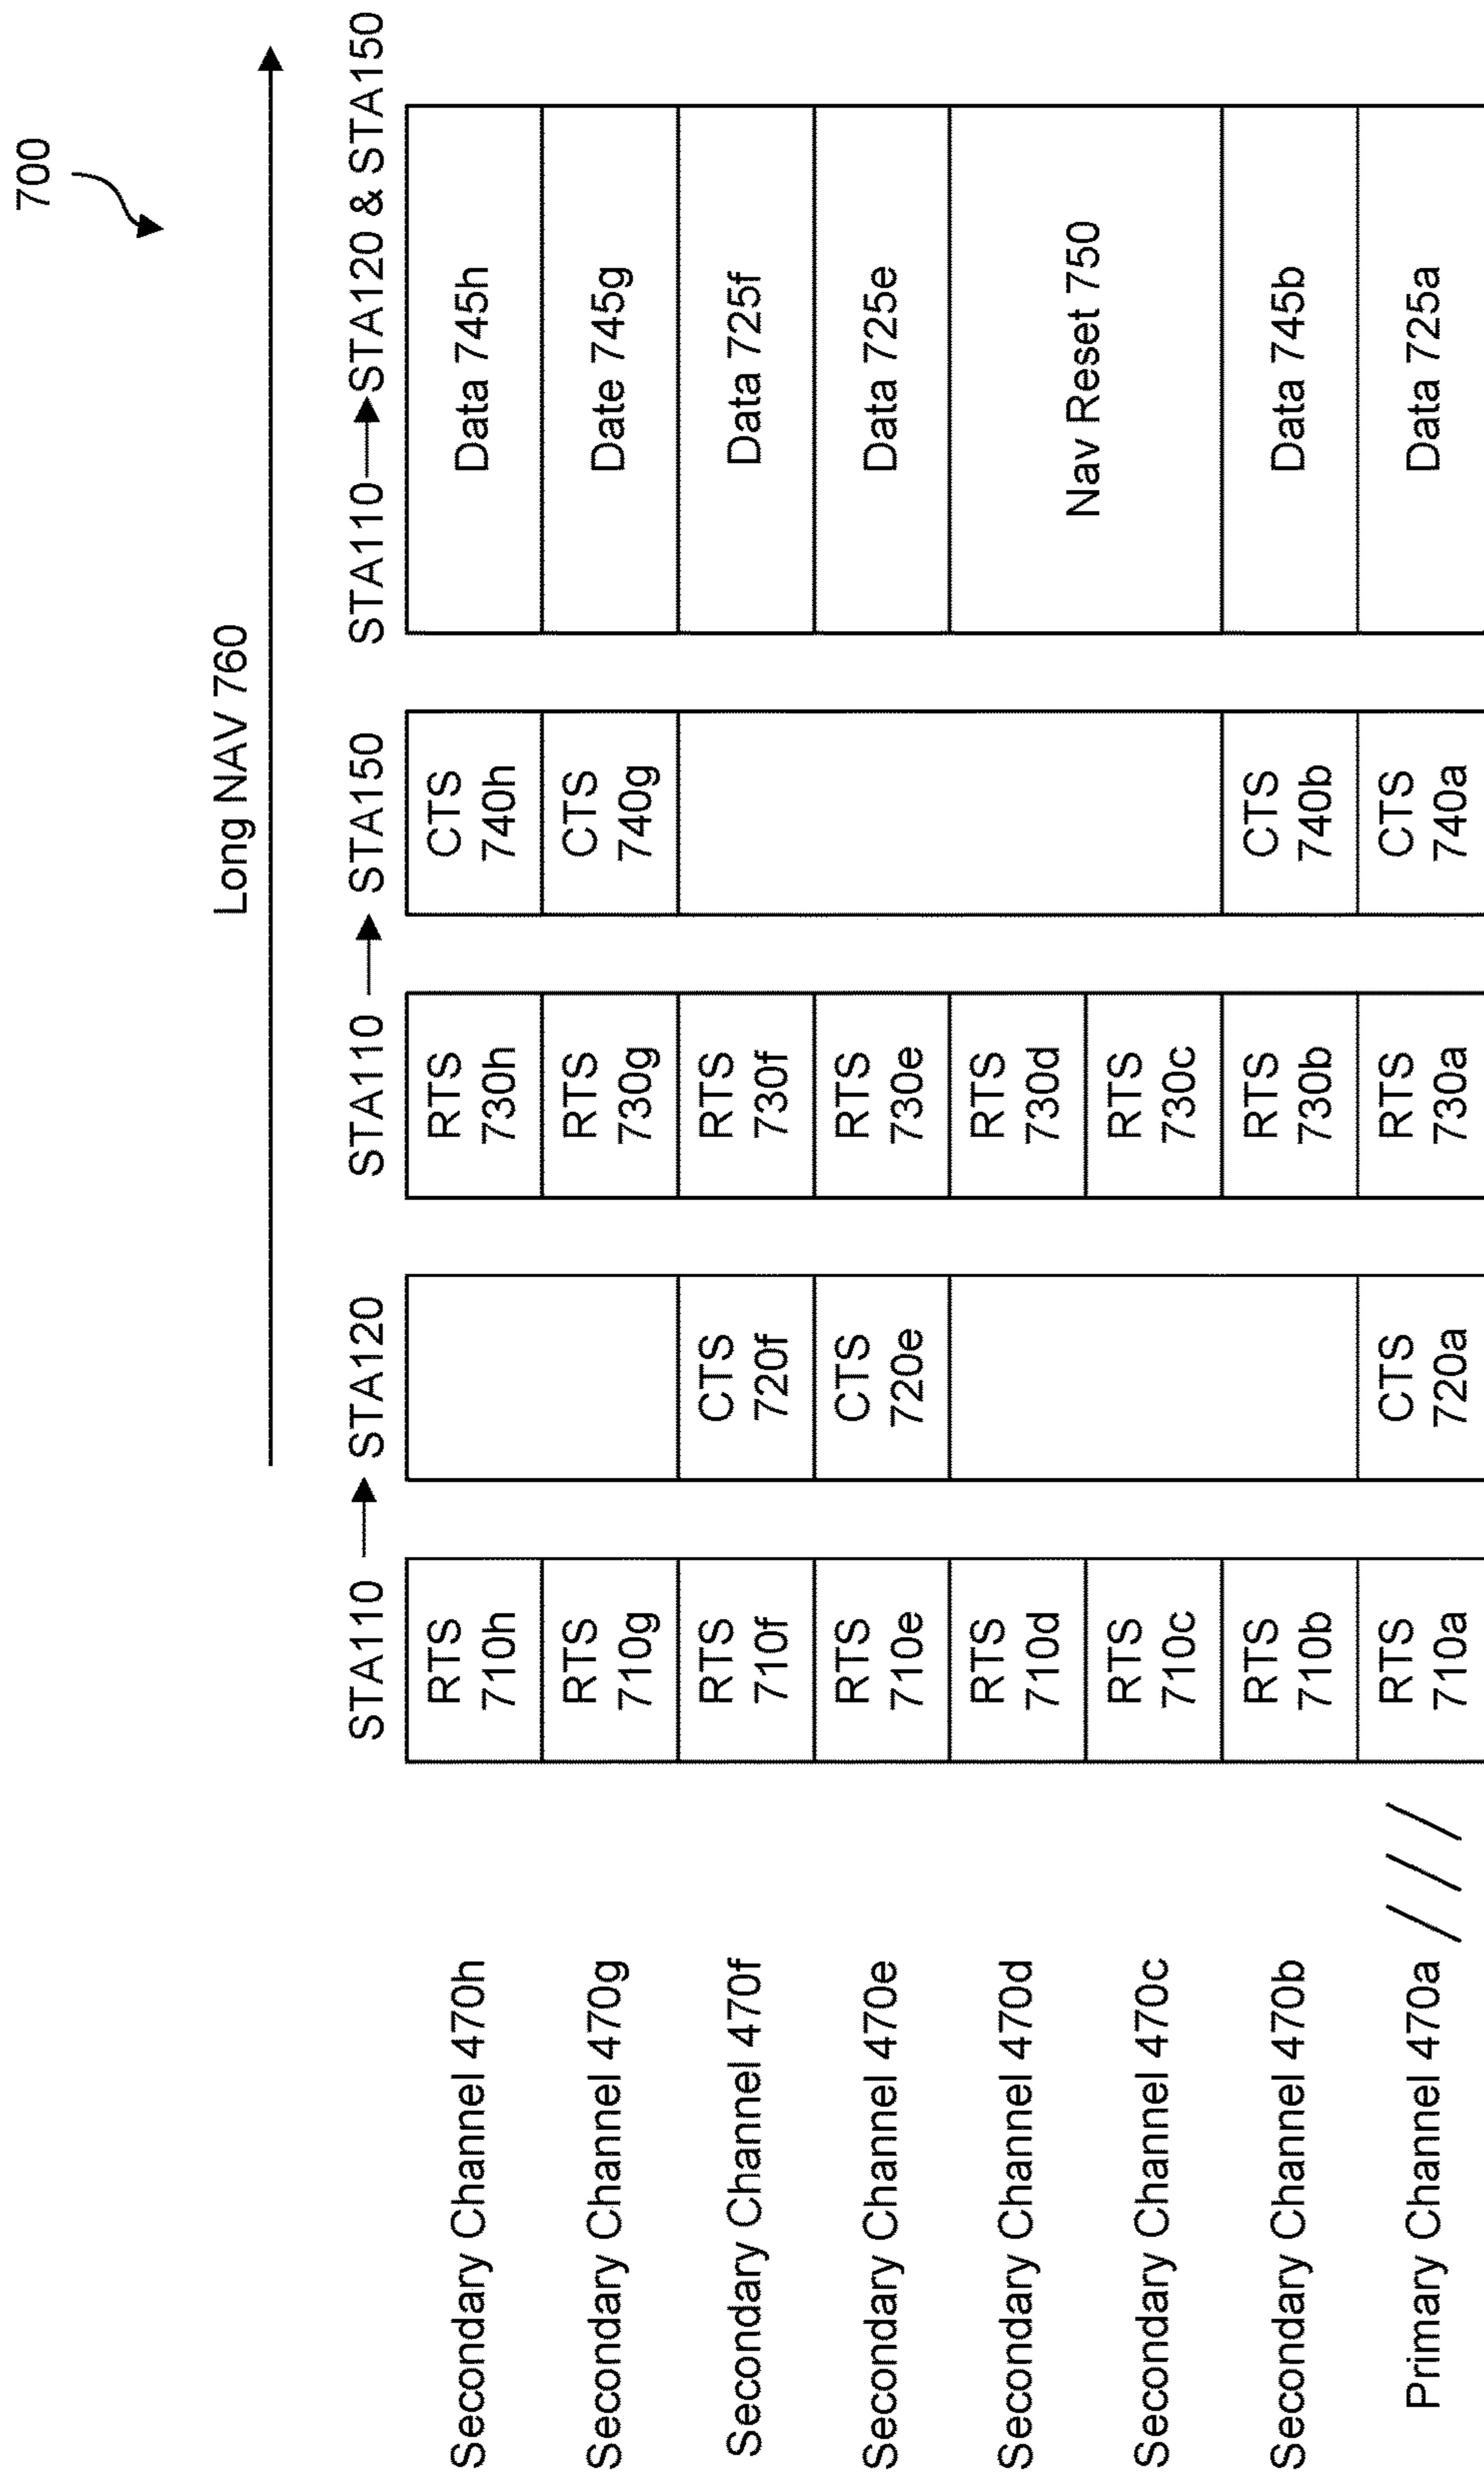 700
Long NAV 760
STA110 STA120 STA110 STA150 STA110 STA120 & STA150
Secondary Channel 470h
RTS
710h
RTS
730h
CTS
740h
Data 745h
Secondary Channel 470g
RTS
710g
RTS
730g
CTS
740g
Date 745g
Secondary Channel 470f
RTS
710f
CTS
720f
RTS
730f
Data 725f
Secondary Channel 470e
RTS
710e
CTS
720e
RTS
730e
Data 725e
Secondary Channel 470d
RTS
710d
RTS
730d
Nav Reset 750
Secondary Channel 470c
RTS
710c
RTS
730c
Secondary Channel 470b
RTS
710b
RTS
730b
CTS
740b
Data 745b
Primary Channel 470a
RTS
710a
CTS
720a
RTS
730a
CTS
740a
Data 725a